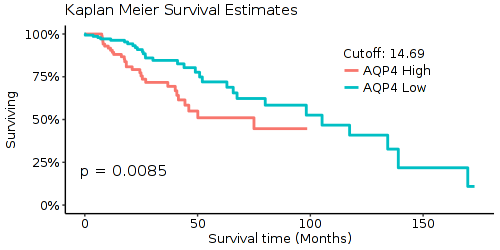 Kaplan Meier Survival Estimates
100%
75%
50%
25%
0%
Surviving
Cutoff: 14.69
AQP4 High
AQP4 Low
p = 0.0085
0 50 100 150
Survival time (Months)